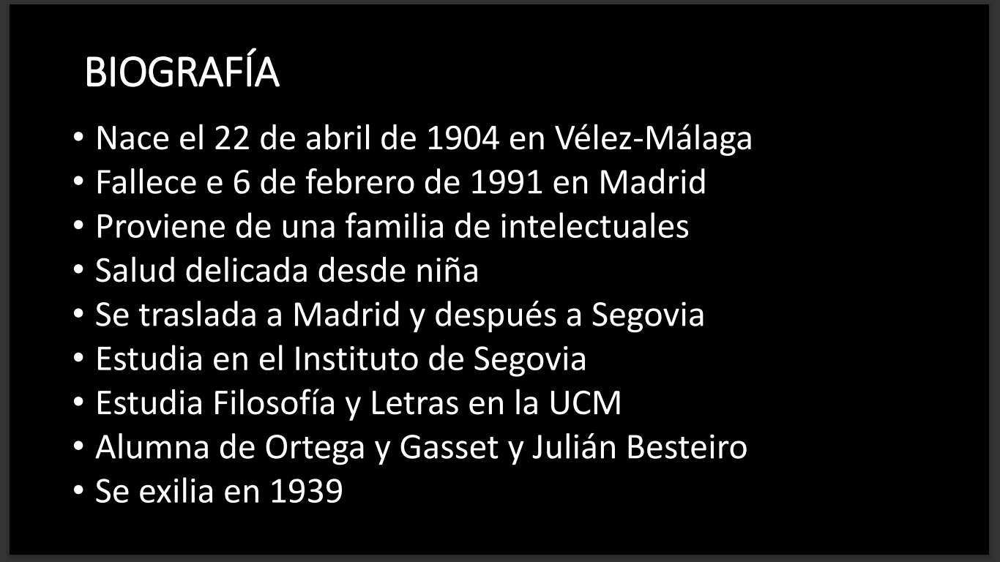 BIOGRAFÍA
• Nace el 22 de abril de 1904 en Vélez-Málaga
• Fallece e 6 de febrero de 1991 en Madrid
• Proviene de una familia de intelectuales
• Salud delicada desde niña
• Se traslada a Madrid y después a Segovia
• Estudia en el Instituto de Segovia
• Estudia Filosofía y Letras en la UCM
• Alumna de Ortega y Gasset y Julián Besteiro
• Se exilia en 1939